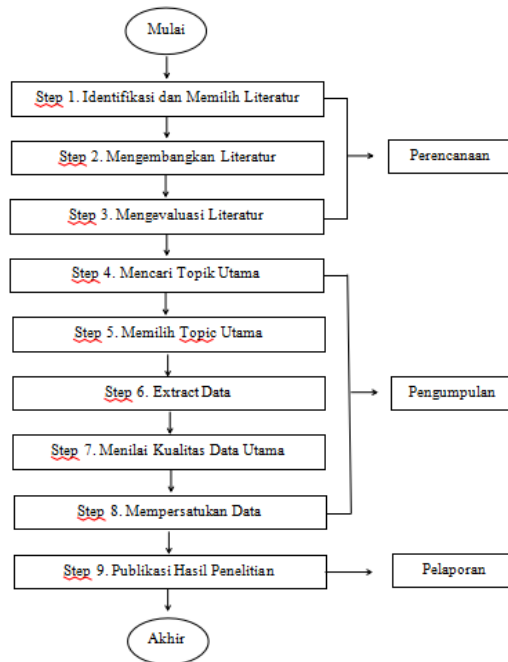 Mulai
Step 1. Identifikasi dan Memilih Literatur
Step 2. Mengembangkan Literatur
Perencanaan
Step 3. Mengevaluasi Literatur
Step 4. Mencari Topik Utama
Step 5. Memilih Topic Utama
Step 6. Extract Data
Pengumpulan
Step 7. Menilai Kualitas Data Utama
Step 8. Mempersatukan Data
Step 9. Publikasi Hasil Penelitian
Pelaporan
Akhir